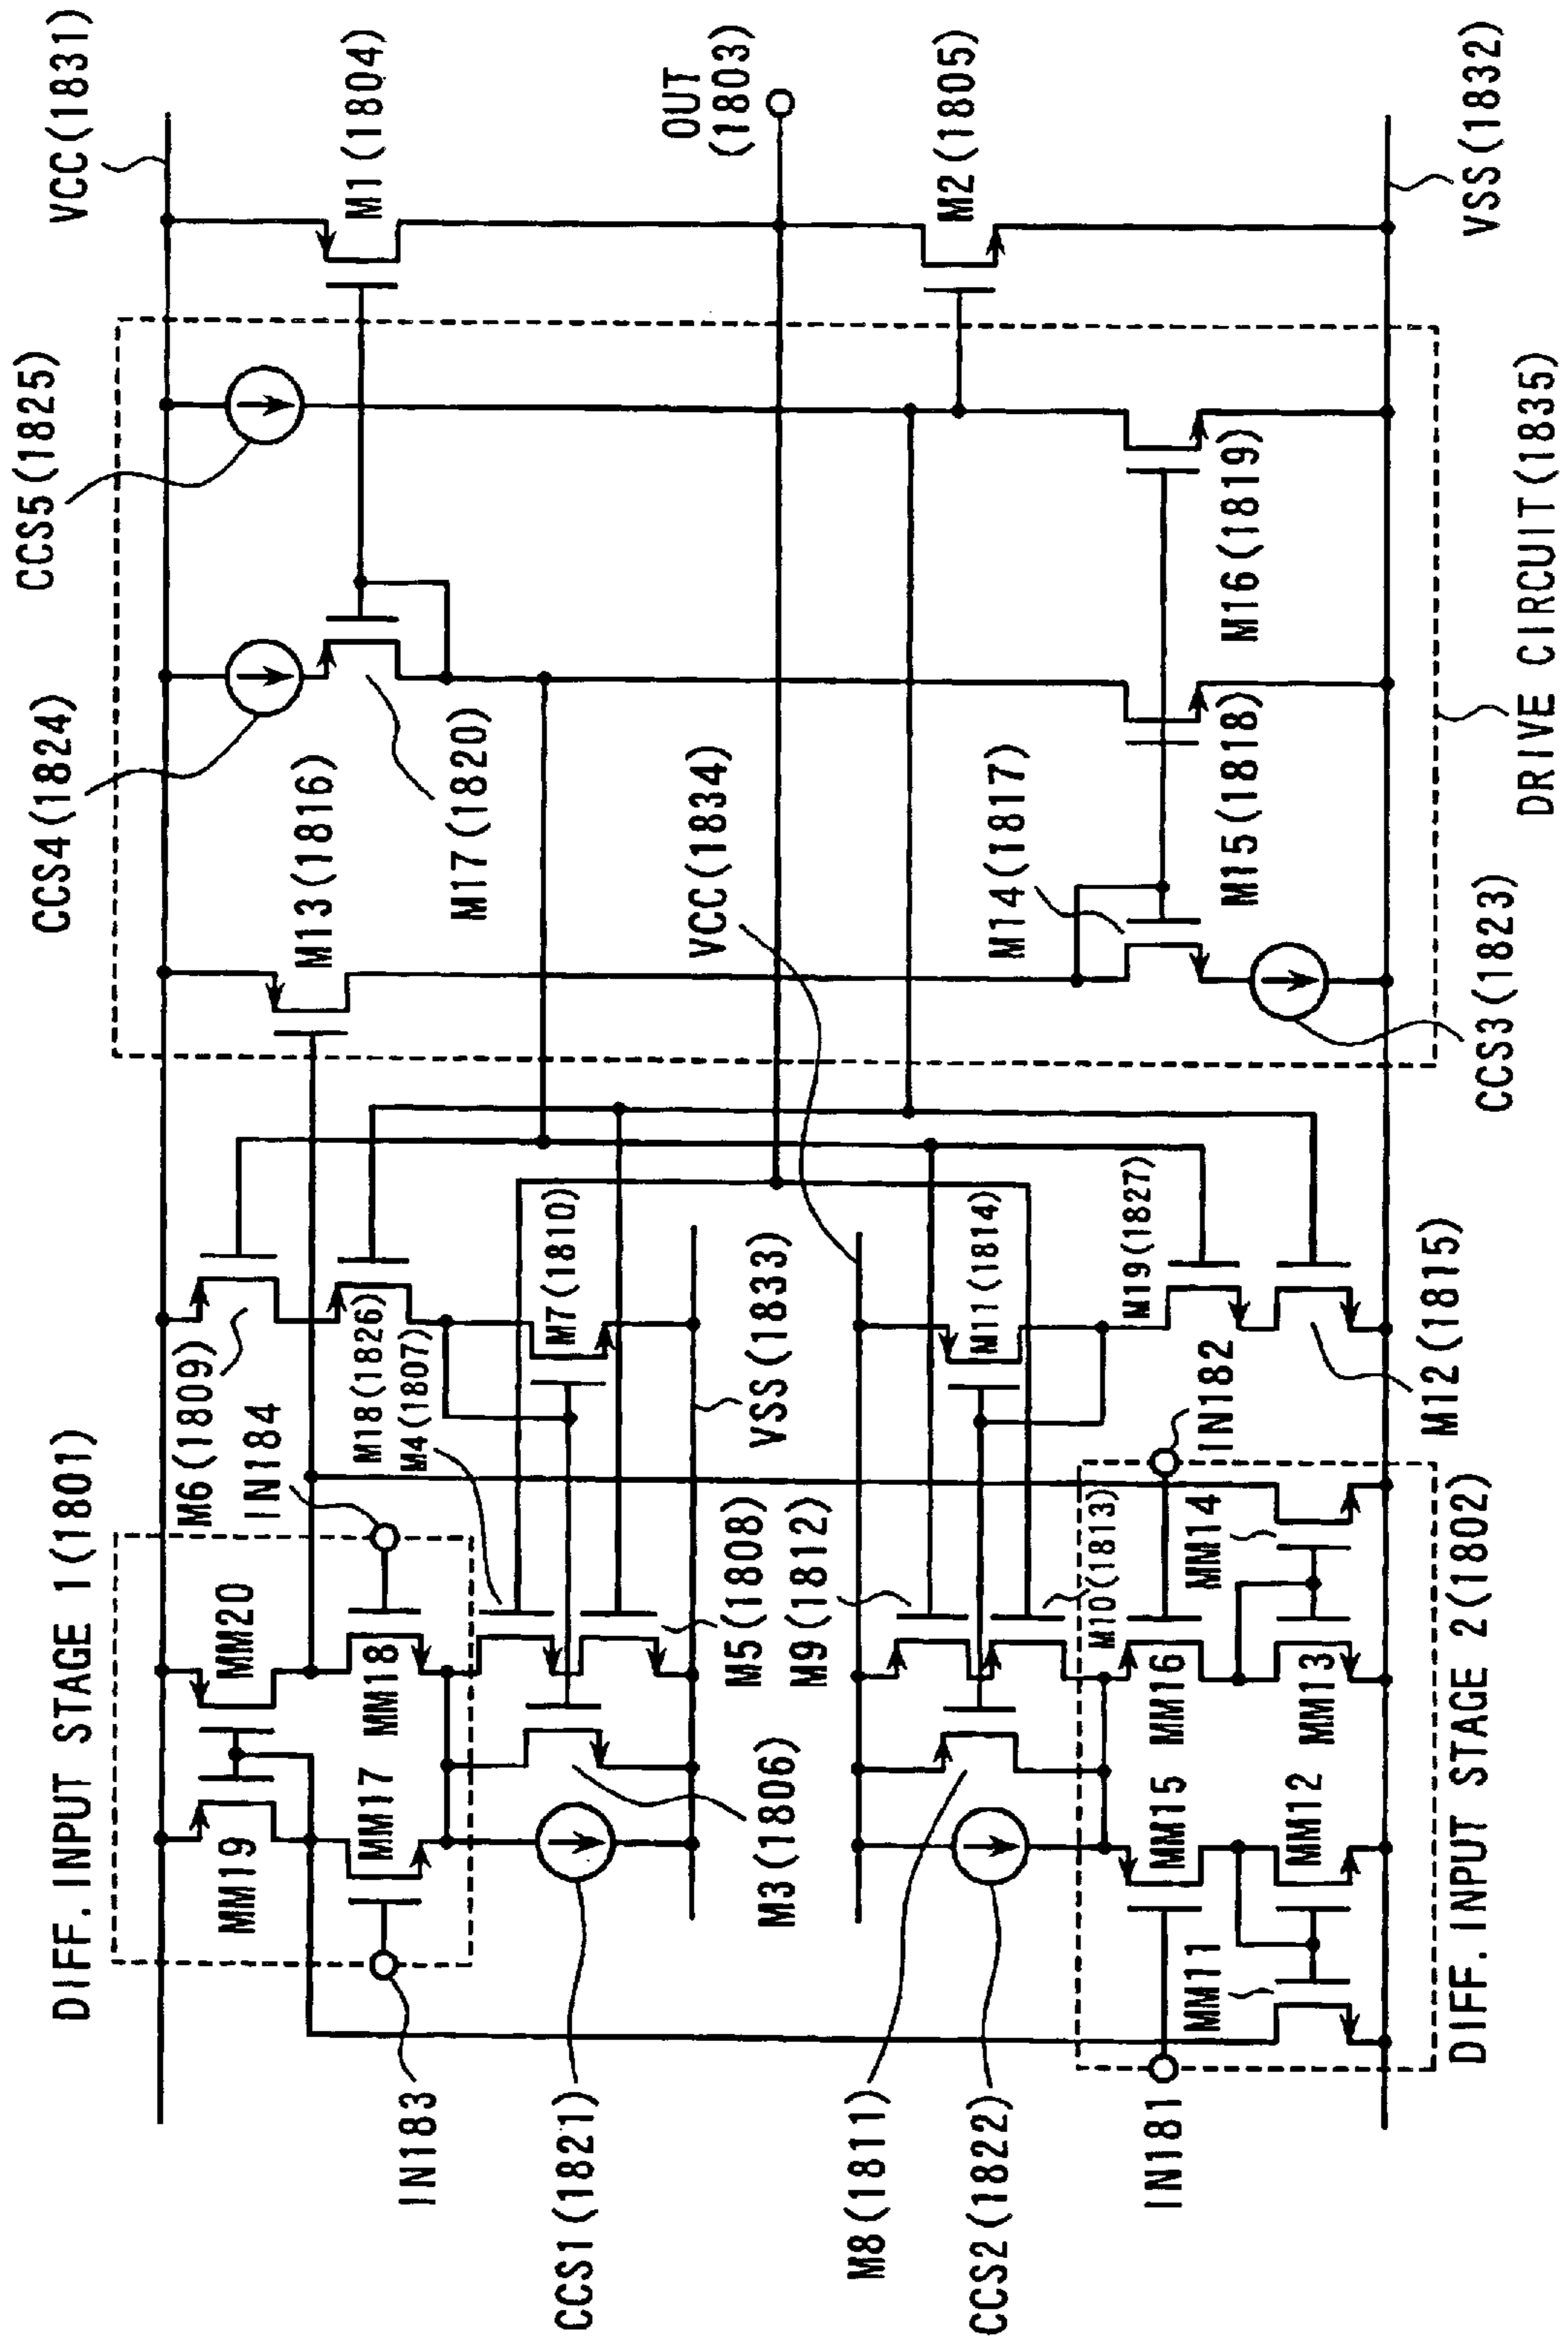 VCC(1831)
M1(1804)
OUT
(1803)
M2(1805)
VSS(1832)
CCS5(1825)
CCS4(1824)
M13(1816)
M17(1820)
VCC(1834)
M14(1817)
M15(1818)
M16(1819)
CCS3(1823)
DRIVE CIRCUIT(1835)
DIFF. INPUT STAGE 1(1801)
M6(1809)
IN184
M18(1826)
M4(1807)
M7(1810)
VSS(1833)
M11(1814)
M19(1827)
IN182
M12(1815)
MM20
MM18
MM19
MM17
M5(1808)
M9(1812)
M10(1813)
MM16
MM14
MM13
MM15
MM12
MM11
M3(1806)
DIFF. INPUT STAGE 2(1802)
IN183
CCS1(1821)
M8(1811)
CCS2(1822)
IN181